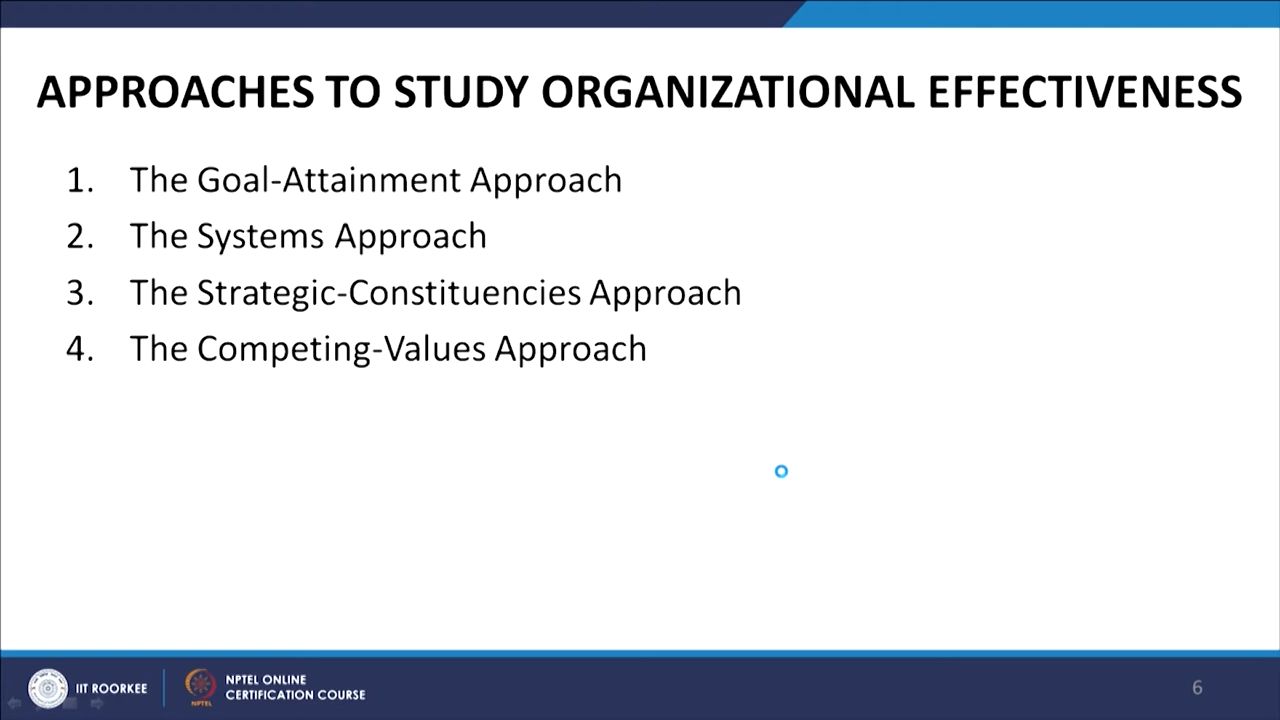 APPROACHES TO STUDY ORGANIZATIONAL EFFECTIVENESS
1. The Goal-Attainment Approach
2. The Systems Approach
3. The Strategic-Constituencies Approach
4. The Competing-Values Approach
IIT ROORKEE
NPTEL
NPTEL ONLINE
CERTIFICATION COURSE
6